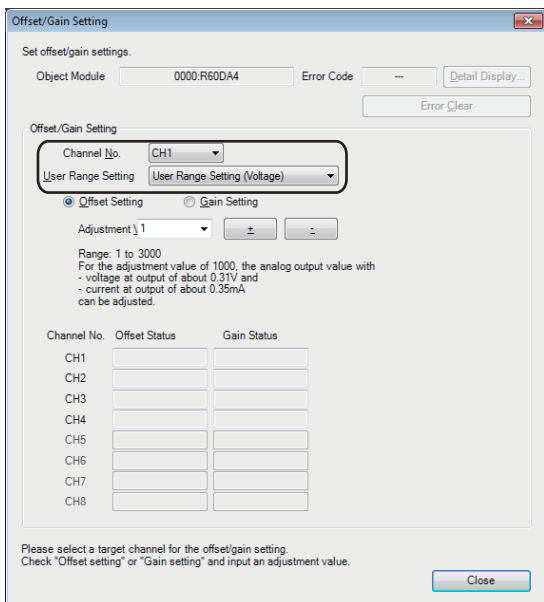 Offset/Gain Setting
Set offset/gain settings.
Object Module 0000:R60DA4 Error Code --- Detail Display...
Error Clear
Offset/Gain Setting
Channel No. CH1
User Range Setting User Range Setting (Voltage)
Offset Setting Gain Setting
Adjustment \ 1 + -
Range: 1 to 3000
For the adjustment value of 1000, the analog output value with
- voltage at output of about 0.31V and
- current at output of about 0.35mA
can be adjusted.
Channel No. Offset Status Gain Status
CH1
CH2
CH3
CH4
CH5
CH6
CH7
CH8
Please select a target channel for the offset/gain setting.
Check "Offset setting" or "Gain setting" and input an adjustment value.
Close